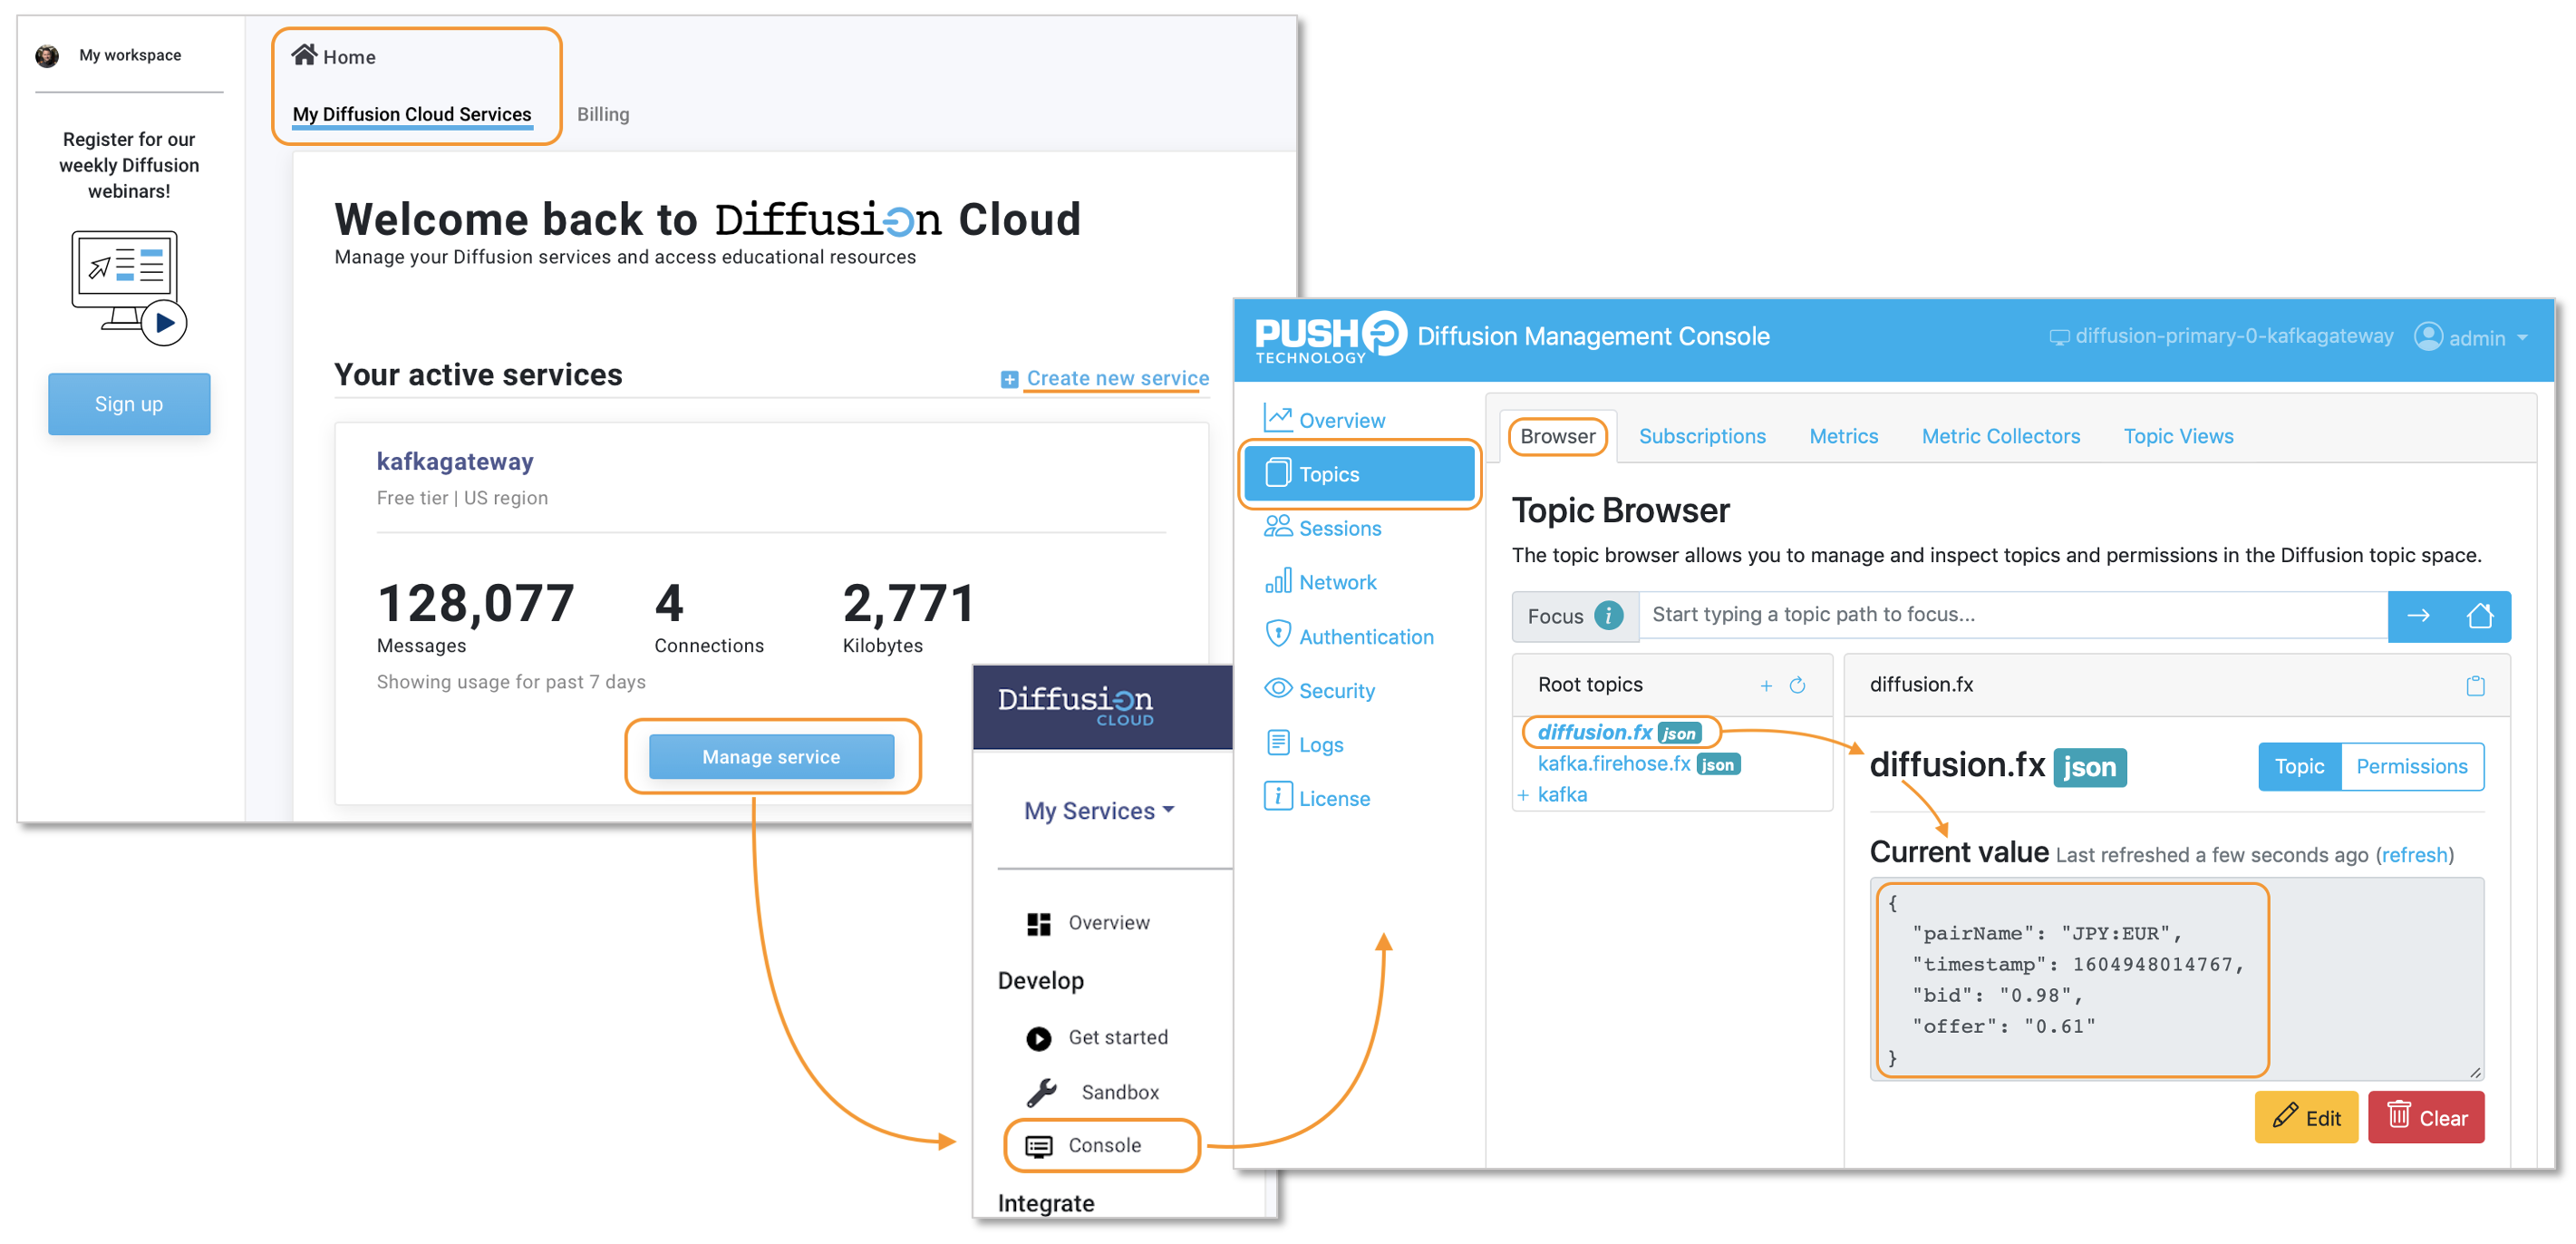 My workspace
Register for our
weekly Diffusion
webinars!
Sign up
Home
My Diffusion Cloud Services
Billing
Welcome back to Diffusion Cloud
Manage your Diffusion services and access educational resources
Your active services
Create new service
kafkagateway
Free tier | US region
128,077
Messages
4
Connections
2,771
Kilobytes
Showing usage for past 7 days
Manage service
Diffusion
CLOUD
My Services
Overview
Develop
Get started
Sandbox
Console
Integrate
PUSH
TECHNOLOGY
Diffusion Management Console
diffusion-primary-0-kafkagateway
admin
Overview
Topics
Sessions
Network
Authentication
Security
Logs
License
Browser
Subscriptions
Metrics
Metric Collectors
Topic Views
Topic Browser
The topic browser allows you to manage and inspect topics and permissions in the Diffusion topic space.
Focus
Start typing a topic path to focus...
Root topics
diffusion.fx json
kafka.firehose.fx json
+ kafka
diffusion.fx
diffusion.fx json
Topic
Permissions
Current value Last refreshed a few seconds ago (refresh)
{
"pairName": "JPY:EUR",
"timestamp": 1604948014767,
"bid": "0.98",
"offer": "0.61"
}
Edit
Clear